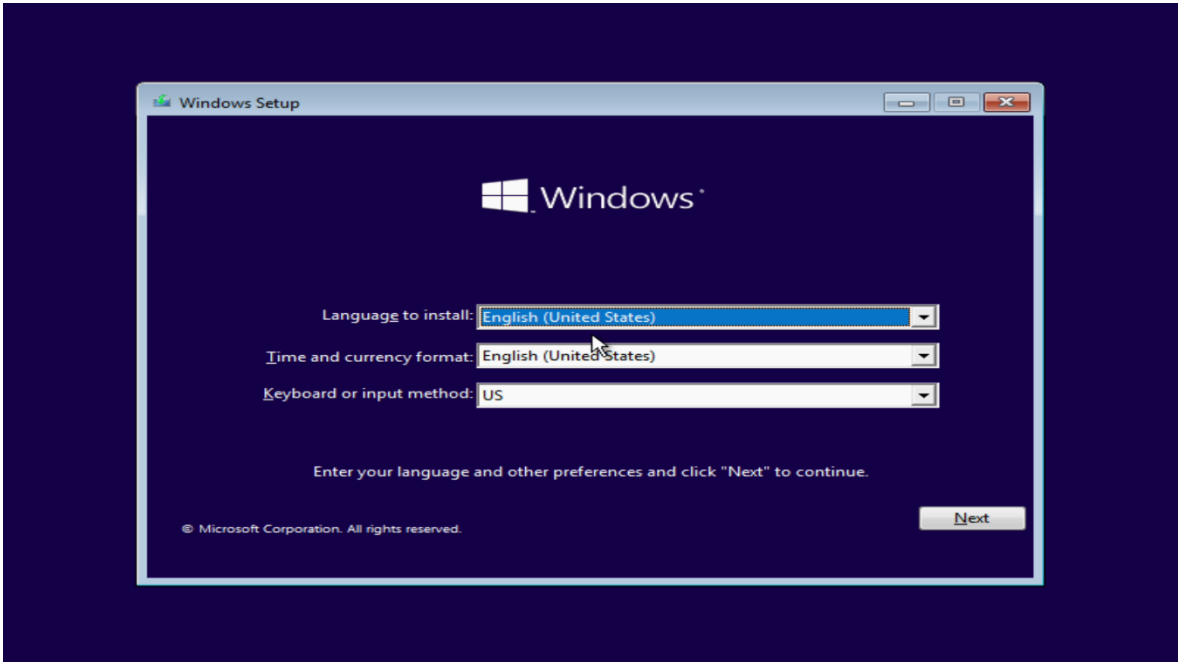 Windows Setup
Windows
Language to install: English (United States)
Time and currency format: English (United States)
Keyboard or input method: US
Enter your language and other preferences and click "Next" to continue.
Next
© Microsoft Corporation. All rights reserved.